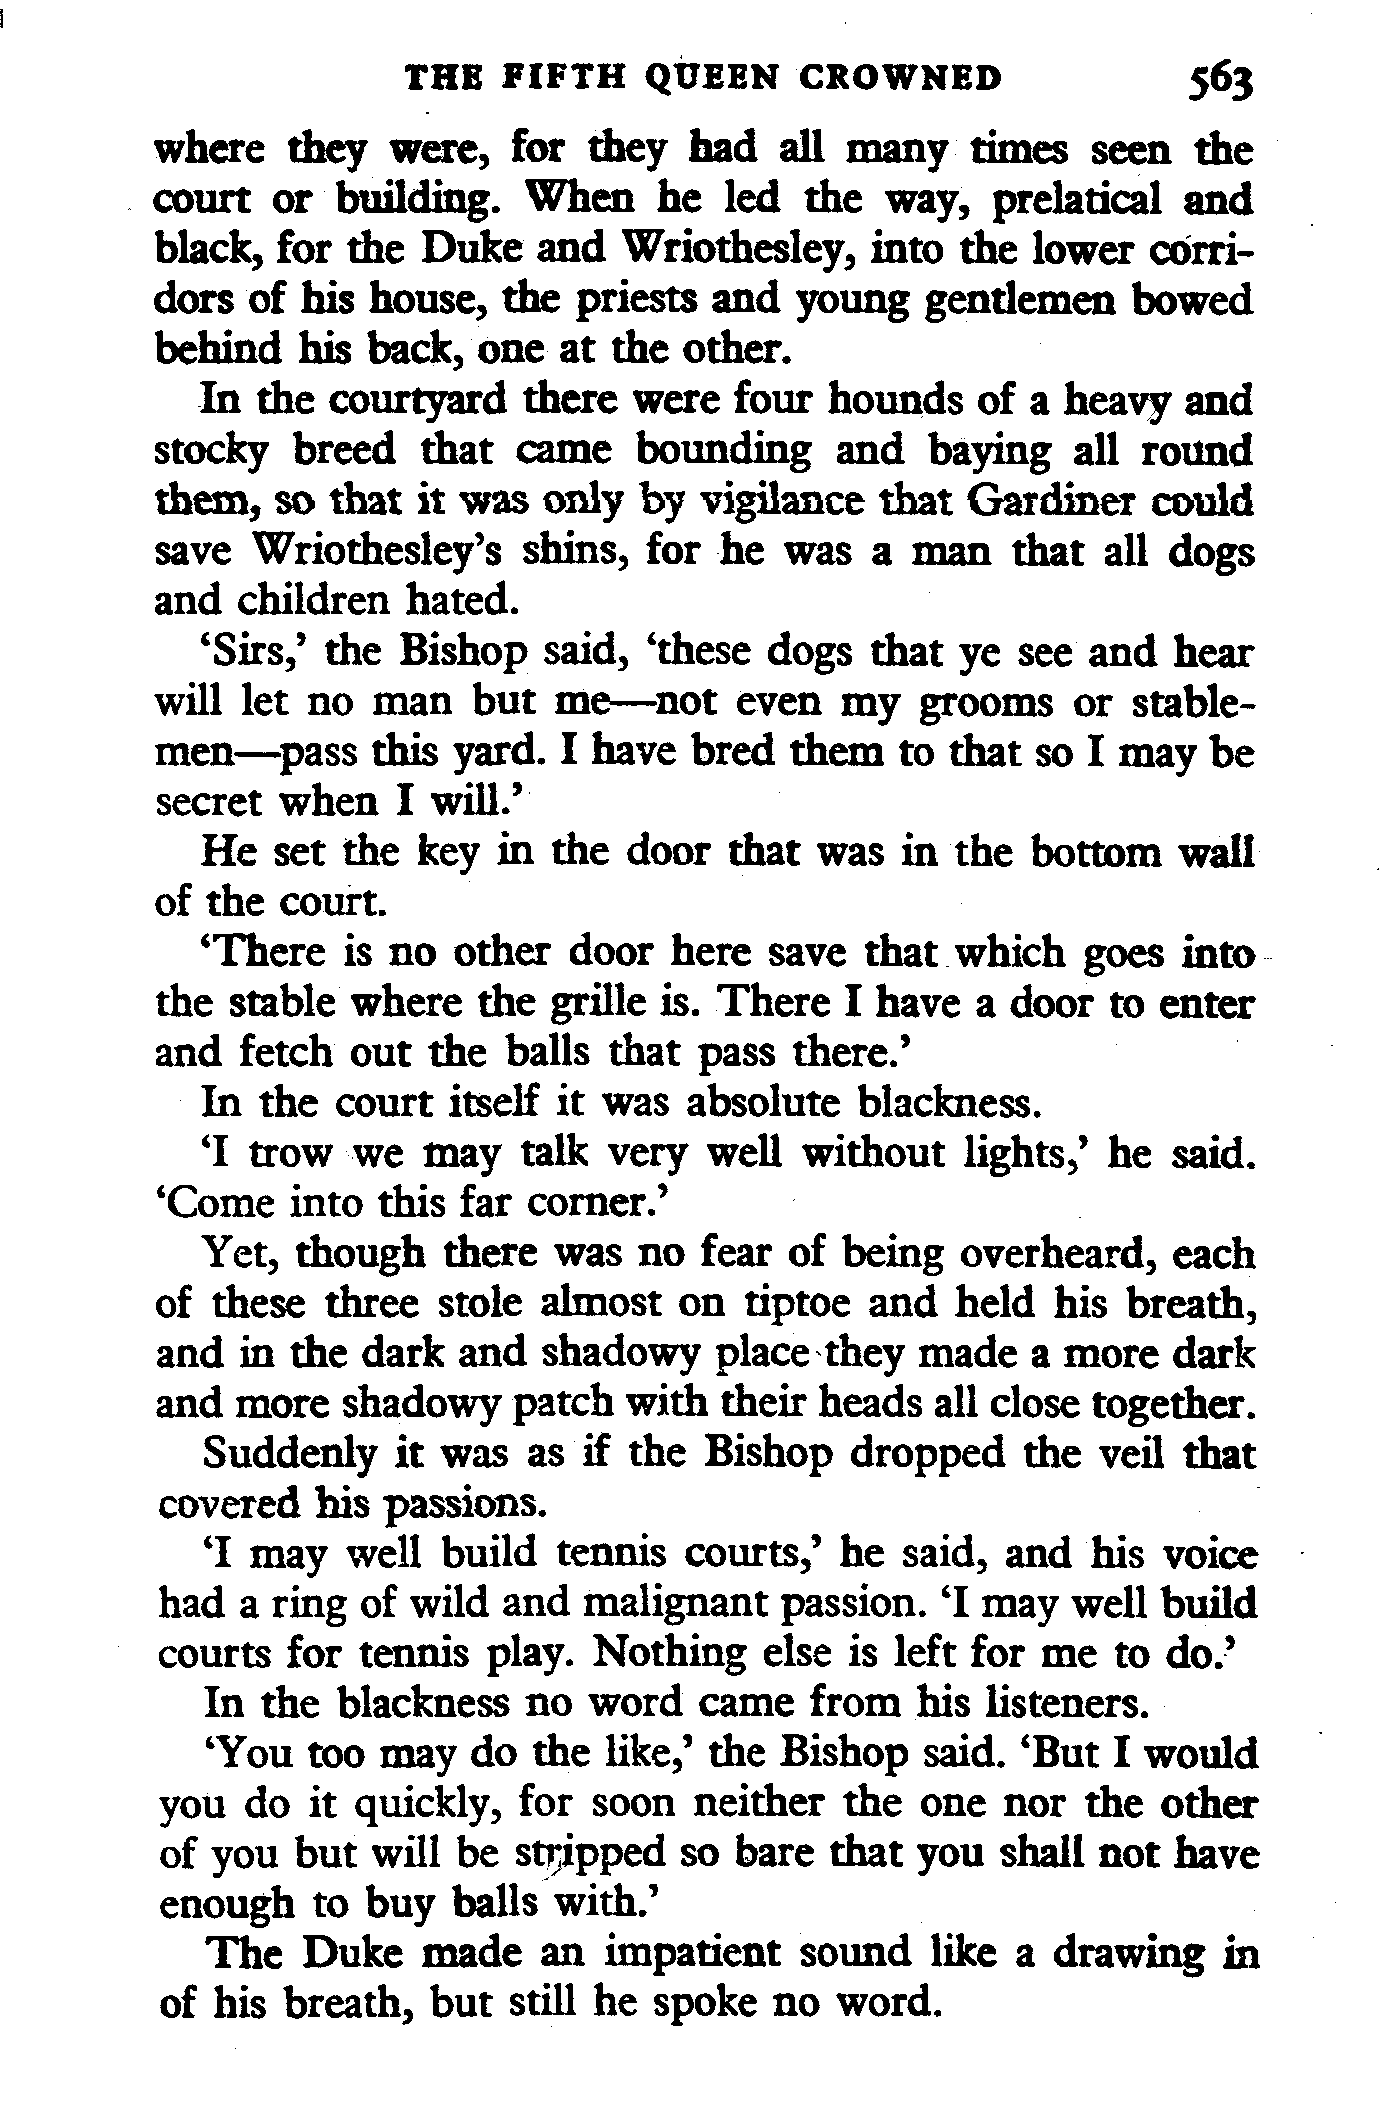 THE FIFTH QUEEN CROWNED 563
where they were, for they had all many times seen the
court or building. When he led the way, prelatical and
black, for the Duke and Wriothesley, into the lower corri-
dors of his house, the priests and young gentlemen bowed
behind his back, one at the other.
In the courtyard there were four hounds of a heavy and
stocky breed that came bounding and baying all round
them, so that it was only by vigilance that Gardiner could
save Wriothesley's shins, for he was a man that all dogs
and children hated.
‘Sirs,’ the Bishop said, ‘these dogs that ye see and hear
will let no man but me—not even my grooms or stable-
men—pass this yard. I have bred them to that so I may be
secret when I will.’
He set the key in the door that was in the bottom wall
of the court.
‘There is no other door here save that which goes into
the stable where the grille is. There I have a door to enter
and fetch out the balls that pass there.’
In the court itself it was absolute blackness.
‘I trow we may talk very well without lights,’ he said.
‘Come into this far corner.’
Yet, though there was no fear of being overheard, each
of these three stole almost on tiptoe and held his breath,
and in the dark and shadowy place they made a more dark
and more shadowy patch with their heads all close together.
Suddenly it was as if the Bishop dropped the veil that
covered his passions.
‘I may well build tennis courts,’ he said, and his voice
had a ring of wild and malignant passion. ‘I may well build
courts for tennis play. Nothing else is left for me to do.’
In the blackness no word came from his listeners.
‘You too may do the like,’ the Bishop said. ‘But I would
you do it quickly, for soon neither the one nor the other
of you but will be stripped so bare that you shall not have
enough to buy balls with.’
The Duke made an impatient sound like a drawing in
of his breath, but still he spoke no word.